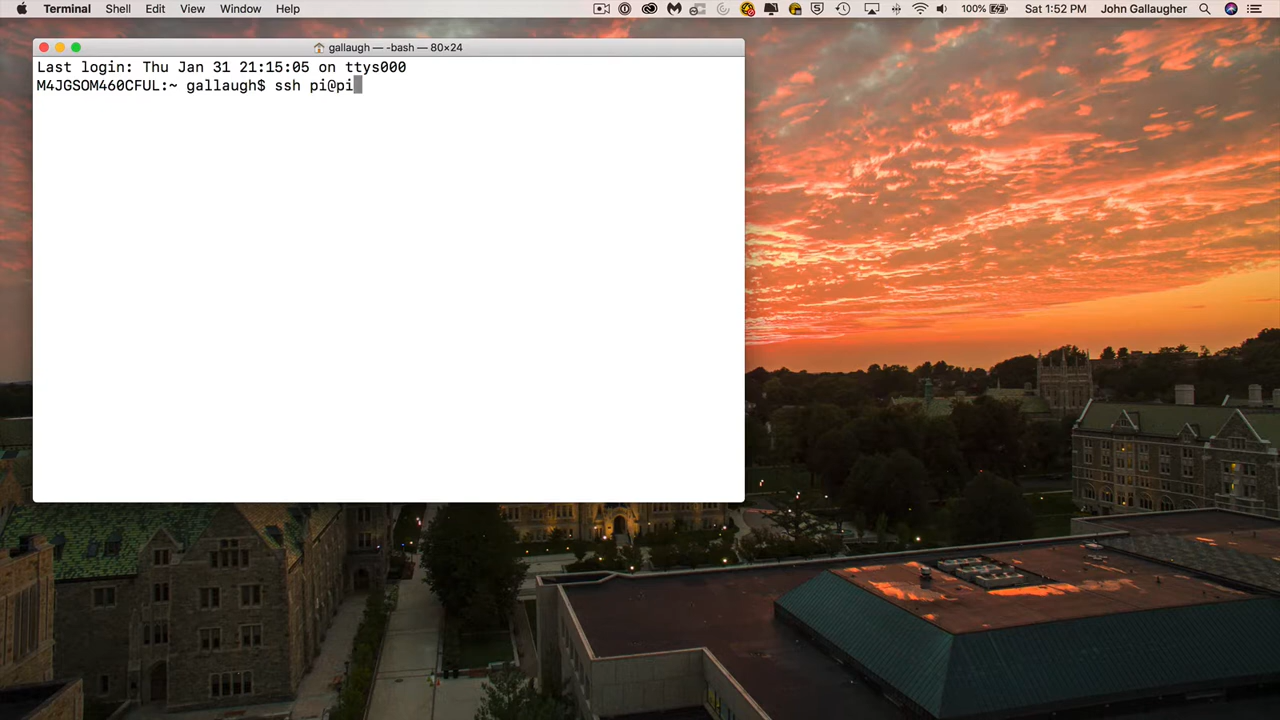 Terminal Shell Edit View Window Help 100% Sat 1:52 PM John Gallaugher
gallaugh — -bash — 80×24
Last login: Thu Jan 31 21:15:05 on ttys000
M4JGSOM460CFUL:~ gallaugh$ ssh pi@pi